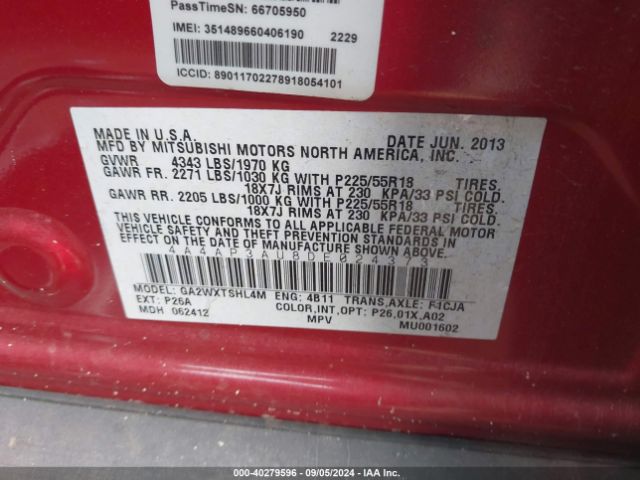 PassTimeSN: 66705950
IMEI: 351489660406190 2229
ICCID: 89011702278918054101
MADE IN U.S.A. DATE JUN. 2013
MFD BY MITSUBISHI MOTORS NORTH AMERICA, INC.
GVWR 4343 LBS/1970 KG
GAWR FR. 2271 LBS/1030 KG WITH P225/55R18 TIRES,
18X7J RIMS AT 230 KPA/33 PSI COLD.
GAWR RR. 2205 LBS/1000 KG WITH P225/55R18 TIRES,
18X7J RIMS AT 230 KPA/33 PSI COLD.
THIS VEHICLE CONFORMS TO ALL APPLICABLE FEDERAL MOTOR
VEHICLE SAFETY AND THEFT PREVENTION STANDARDS IN
EFFECT ON THE DATE OF MANUFACTURE SHOWN ABOVE.
4A4AP3AU8DE024373
MODEL: GA2WXTSHL4M ENG: 4B11 TRANS,AXLE: F1CJA
EXT: P26A COLOR,INT,OPT: P26,01X,A02
MDH 062412 MPV MU001602
000-40279596 - 09/05/2024 - IAA Inc.